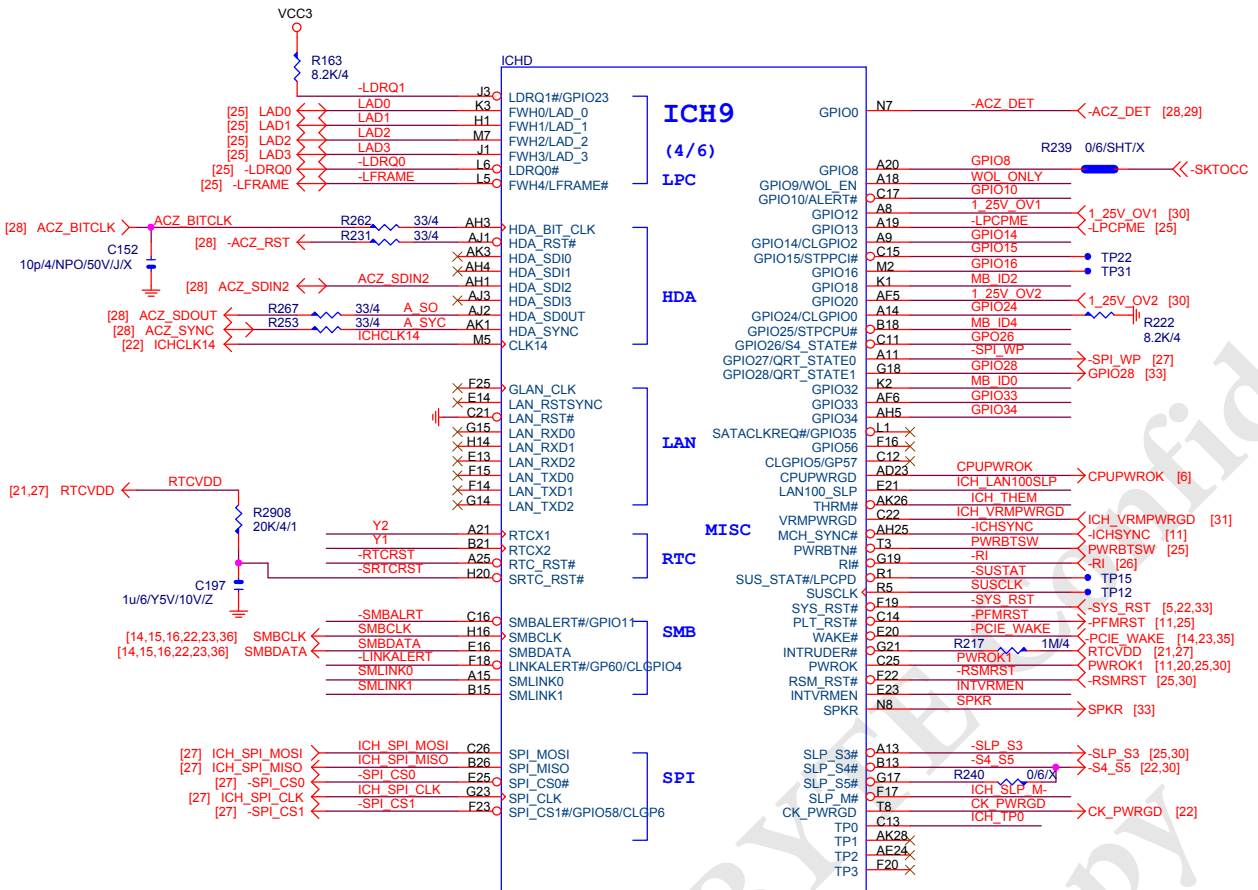 VCC3
R163
8.2K/4
ICHD
ICH9
(4/6)
LPC
-LDRQ1 J3 LDRQ1#/GPIO23
[25] LAD0 LAD0 K3 FWH0/LAD_0
[25] LAD1 LAD1 H1 FWH1/LAD_1
[25] LAD2 LAD2 M7 FWH2/LAD_2
[25] LAD3 LAD3 J1 FWH3/LAD_3
[25] -LDRQ0 -LDRQ0 L6 LDRQ0#
[25] -LFRAME -LFRAME L5 FWH4/LFRAME#
[28] ACZ_BITCLK ACZ_BITCLK R262 33/4 AH3 HDA_BIT_CLK
C152
10p/4/NPO/50V/J/X
[28] -ACZ_RST R231 33/4 AJ1 HDA_RST#
AK3 HDA_SDI0
AH4 HDA_SDI1
[28] ACZ_SDIN2 ACZ_SDIN2 AH1 HDA_SDI2
AJ3 HDA_SDI3
[28] ACZ_SDOUT R267 33/4 A_SO AJ2 HDA_SD0UT
[28] ACZ_SYNC R253 33/4 A_SYC AK1 HDA_SYNC
[22] ICHCLK14 ICHCLK14 M5 CLK14
HDA
F25 GLAN_CLK
E14 LAN_RSTSYNC
C21 LAN_RST#
G15 LAN_RXD0
H14 LAN_RXD1
E13 LAN_RXD2
F15 LAN_TXD0
F14 LAN_TXD1
G14 LAN_TXD2
LAN
[21,27] RTCVDD RTCVDD
R2908
20K/4/1
Y2 A21 RTCX1
Y1 B21 RTCX2
-RTCRST A25 RTC_RST#
-SRTCRST H20 SRTC_RST#
RTC
C197
1u/6/Y5V/10V/Z
-SMBALRT C16 SMBALERT#/GPIO11
[14,15,16,22,23,36] SMBCLK SMBCLK H16 SMBCLK
[14,15,16,22,23,36] SMBDATA SMBDATA E16 SMBDATA
-LINKALERT F18 LINKALERT#/GP60/CLGPIO4
SMLINK0 A15 SMLINK0
SMLINK1 B15 SMLINK1
SMB
[27] ICH_SPI_MOSI ICH_SPI_MOSI C26 SPI_MOSI
[27] ICH_SPI_MISO ICH_SPI_MISO B26 SPI_MISO
[27] -SPI_CS0 -SPI_CS0 E25 SPI_CS0#
[27] ICH_SPI_CLK ICH_SPI_CLK G23 SPI_CLK
[27] -SPI_CS1 -SPI_CS1 F23 SPI_CS1#/GPIO58/CLGP6
SPI
MISC
GPIO0 N7 -ACZ_DET -ACZ_DET [28,29]
GPIO8 A20 GPIO8 R239 0/6/SHT/X -SKTOCC
GPIO9/WOL_EN A18 WOL_ONLY
GPIO10/ALERT# C17 GPIO10
GPIO12 A8 1_25V_OV1 1_25V_OV1 [30]
GPIO13 A19 -LPCPME -LPCPME [25]
GPIO14/CLGPIO2 A9 GPIO14
GPIO15/STPPCI# C15 GPIO15 TP22
GPIO16 M2 GPIO16 TP31
GPIO18 K1 MB_ID2
GPIO20 AF5 1_25V_OV2 1_25V_OV2 [30]
GPIO24/CLGPIO0 A14 GPIO24 R222 8.2K/4
GPIO25/STPCPU# B18 MB_ID4
GPIO26/S4_STATE# C11 GPO26
GPIO27/QRT_STATE0 A11 -SPI_WP -SPI_WP [27]
GPIO28/QRT_STATE1 G18 GPIO28 GPIO28 [33]
GPIO32 K2 MB_ID0
GPIO33 AF6 GPIO33
GPIO34 AH5 GPIO34
SATACLKREQ#/GPIO35 L1
GPIO56 F16
CLGPIO5/GP57 C12
CPUPWRGD AD23 CPUPWROK CPUPWROK [6]
LAN100_SLP E21 ICH_LAN100SLP
THRM# AK26 ICH_THEM
VRMPWRGD C22 ICH_VRMPWRGD ICH_VRMPWRGD [31]
MCH_SYNC# AH25 -ICHSYNC -ICHSYNC [11]
PWRBTN# T3 PWRBTSW PWRBTSW [25]
RI# G19 -RI -RI [26]
SUS_STAT#/LPCPD R1 -SUSTAT TP15
SUSCLK R5 SUSCLK TP12
SYS_RST# F19 -SYS_RST -SYS_RST [5,22,33]
PLT_RST# C14 -PFMRST -PFMRST [11,25]
WAKE# E20 -PCIE_WAKE -PCIE_WAKE [14,23,35]
INTRUDER# G21 R217 1M/4 RTCVDD [21,27]
PWROK C25 PWROK1 PWROK1 [11,20,25,30]
RSM_RST# F22 -RSMRST -RSMRST [25,30]
INTVRMEN E23 INTVRMEN
SPKR N8 SPKR SPKR [33]
SLP_S3# A13 -SLP_S3 -SLP_S3 [25,30]
SLP_S4# B13 -S4_S5 -S4_S5 [22,30]
SLP_S5# G17 R240 0/6/X
SLP_M# F17 ICH_SLP_M-
CK_PWRGD T8 CK_PWRGD CK_PWRGD [22]
TP0 C13 ICH_TP0
TP1 AK28
TP2 AE24
TP3 F20